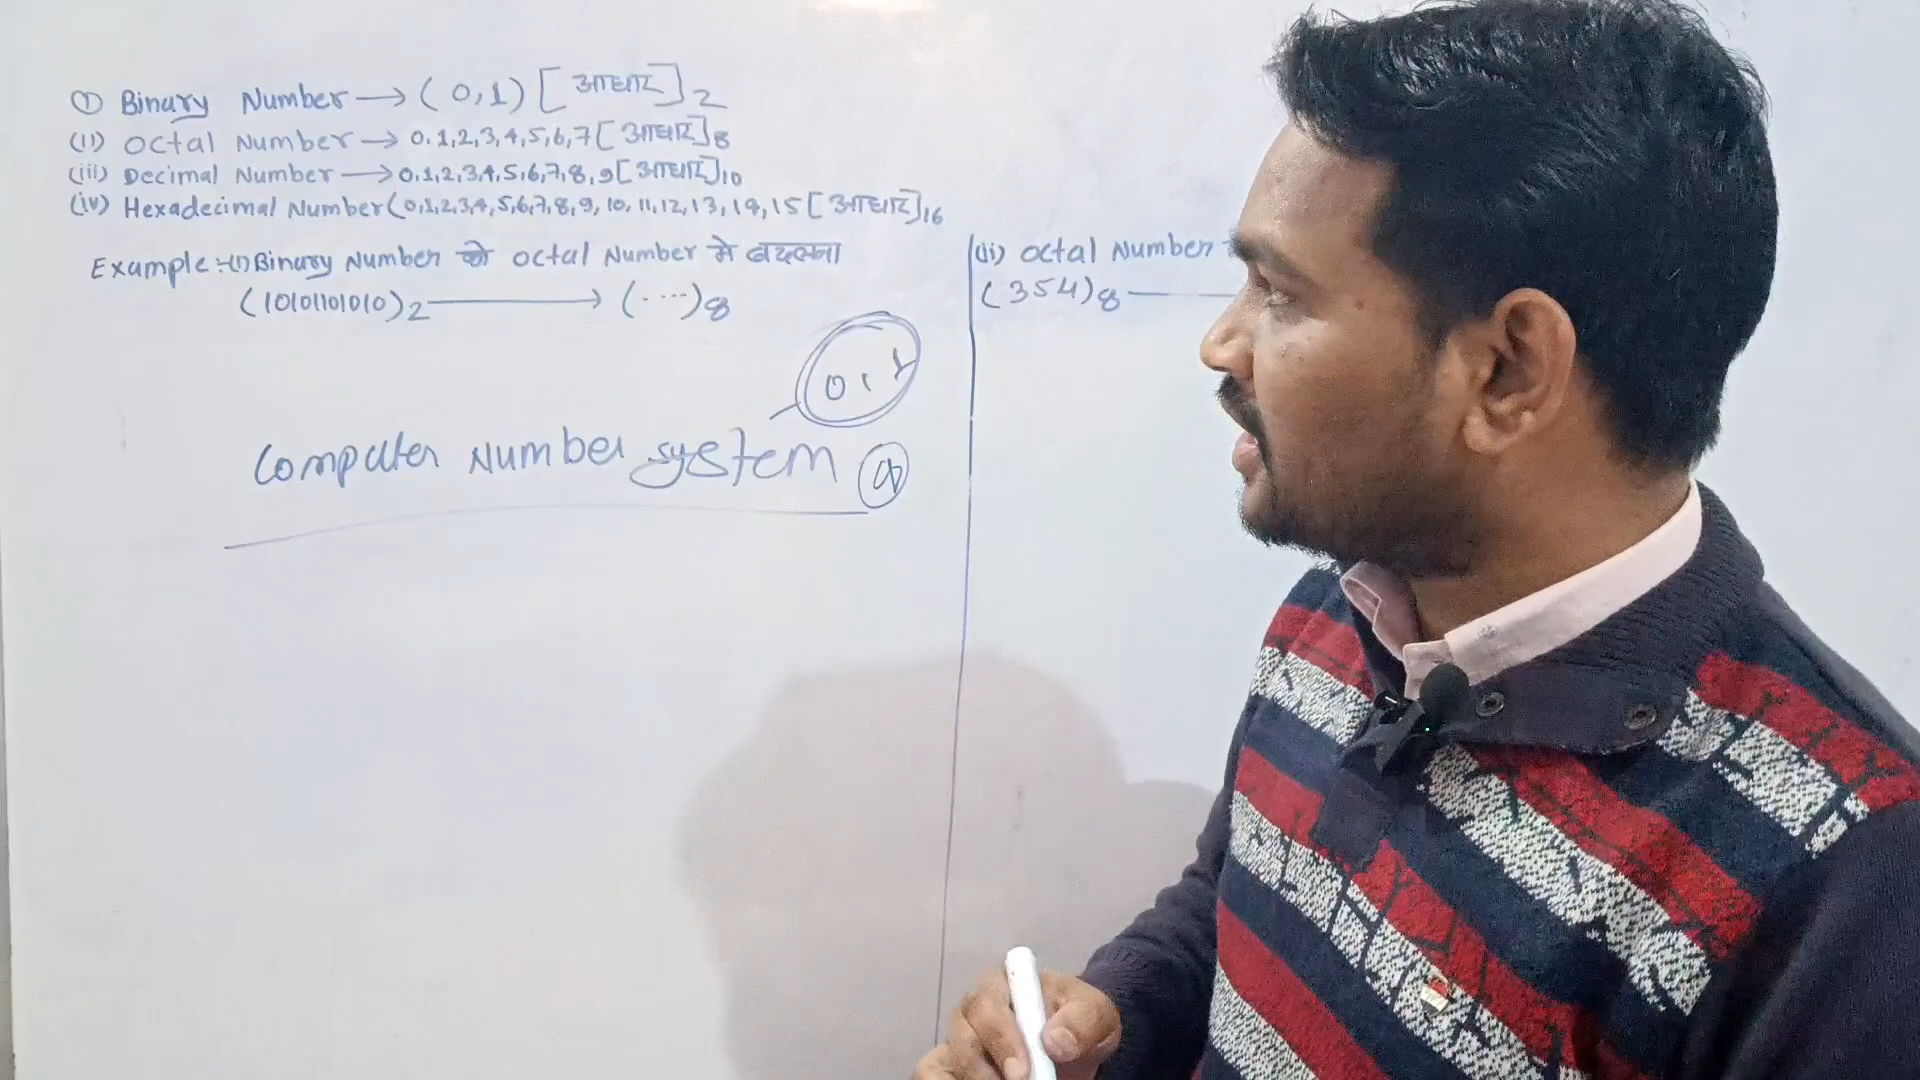 (i) Binary Number → (0,1) [आधार]2
(ii) Octal Number → 0,1,2,3,4,5,6,7 [आधार]8
(iii) Decimal Number → 0,1,2,3,4,5,6,7,8,9 [आधार]10
(iv) Hexadecimal Number (0,1,2,3,4,5,6,7,8,9,10,11,12,13,14,15 [आधार]16
Example:-(i) Binary Number को octal Number मे बदलना
(10101101010)2 → (....)8
0, 1
Computer Number system
(ii) octal Number
(354)8